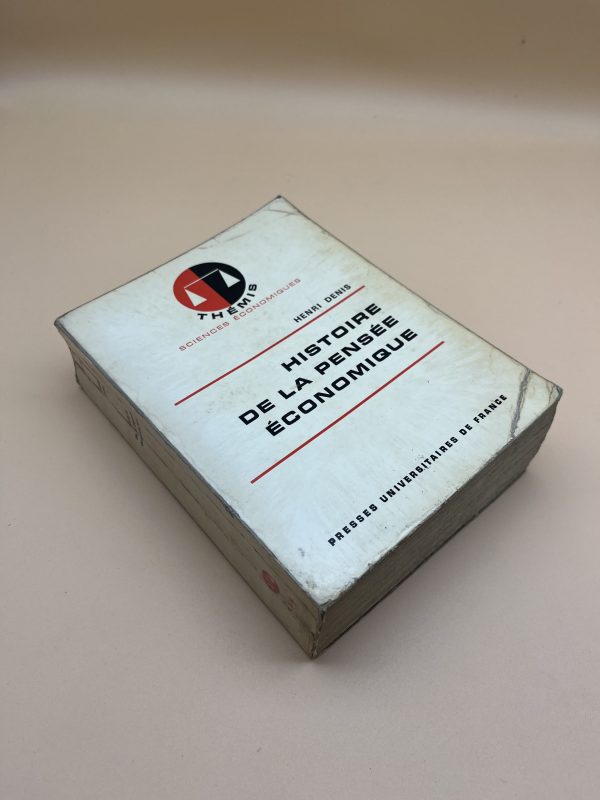 THÉMIS
SCIENCES ÉCONOMIQUES
HENRI DENIS
HISTOIRE
DE LA PENSÉE
ÉCONOMIQUE
PRESSES UNIVERSITAIRES DE FRANCE